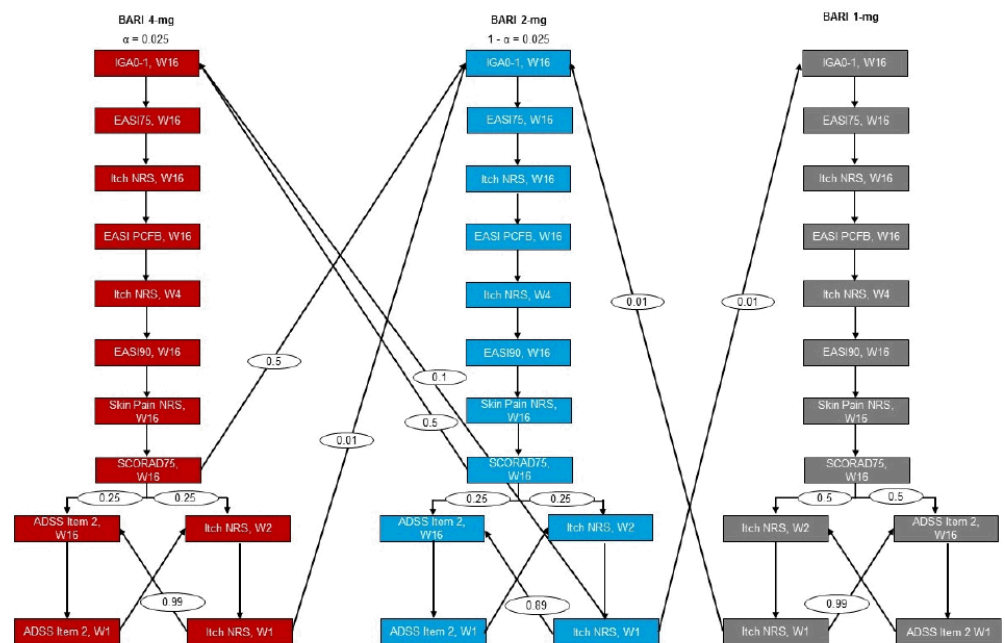 BARI 4-mg
α = 0.025
BARI 2-mg
1 - α = 0.025
BARI 1-mg
IGA0-1, W16
IGA0-1, W16
IGA0-1, W16
EASI75, W16
EASI75, W16
EASI75, W16
Itch NRS, W16
Itch NRS, W16
Itch NRS, W16
EASI PCFB, W16
EASI PCFB, W16
EASI PCFB, W16
Itch NRS, W4
Itch NRS, W4
Itch NRS, W4
0.01
0.01
EASI90, W16
EASI90, W16
EASI90, W16
0.5
0.1
Skin Pain NRS,
W16
Skin Pain NRS,
W16
Skin Pain NRS,
W16
0.5
0.01
SCORAD75,
W16
SCORAD75,
W16
SCORAD75,
W16
0.25
0.25
0.25
0.25
0.5
0.5
ADSS Item 2,
W16
Itch NRS, W2
ADSS Item 2,
W16
Itch NRS, W2
Itch NRS, W2
ADSS Item 2,
W16
0.99
0.89
0.99
ADSS Item 2, W1
Itch NRS, W1
ADSS Item 2, W1
Itch NRS, W1
Itch NRS, W1
ADSS Item 2, W1